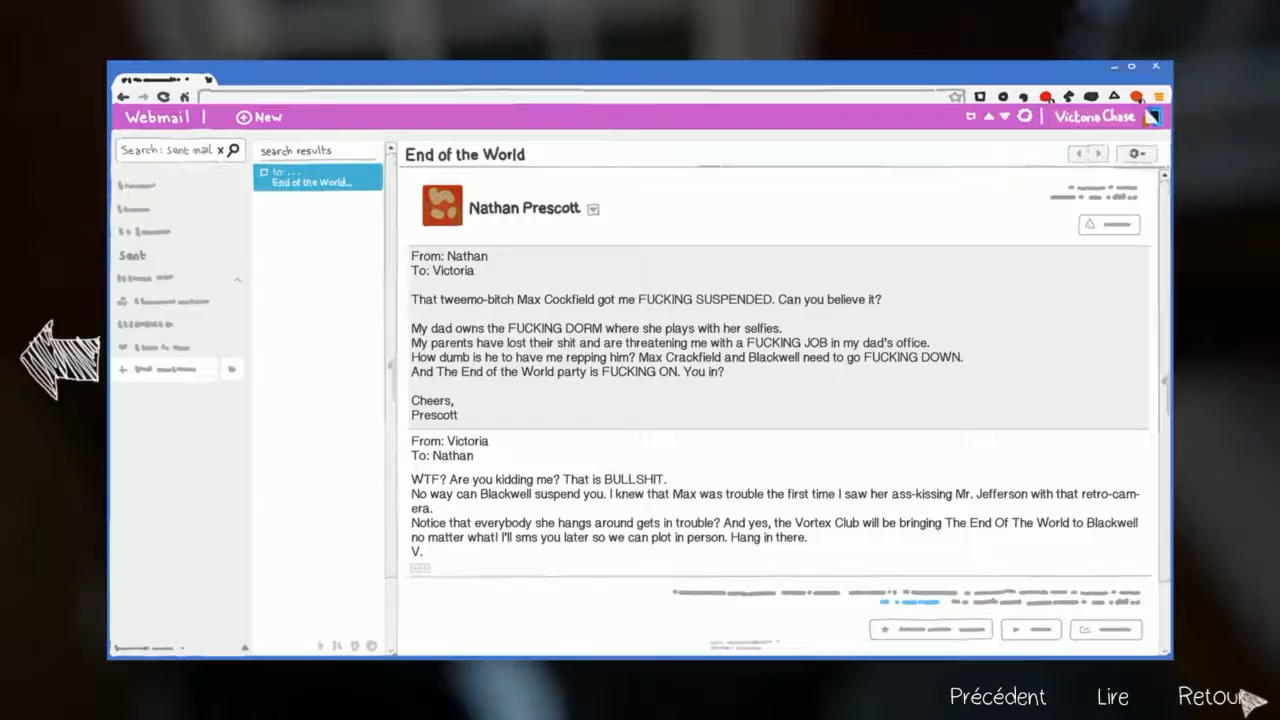 Webmail |
New
Victoria Chase
Search: sent mail x
search results
End of the World
to: ...
End of the World...
Nathan Prescott
Sent
From: Nathan
To: Victoria
That tweemo-bitch Max Cockfield got me FUCKING SUSPENDED. Can you believe it?
My dad owns the FUCKING DORM where she plays with her selfies.
My parents have lost their shit and are threatening me with a FUCKING JOB in my dad's office.
How dumb is he to have me repping him? Max Crackfield and Blackwell need to go FUCKING DOWN.
And The End of the World party is FUCKING ON. You in?
Cheers,
Prescott
From: Victoria
To: Nathan
WTF? Are you kidding me? That is BULLSHIT.
No way can Blackwell suspend you. I knew that Max was trouble the first time I saw her ass-kissing Mr. Jefferson with that retro-cam-
era.
Notice that everybody she hangs around gets in trouble? And yes, the Vortex Club will be bringing The End Of The World to Blackwell
no matter what! I'll sms you later so we can plot in person. Hang in there.
V.
Précédent
Lire
Retour